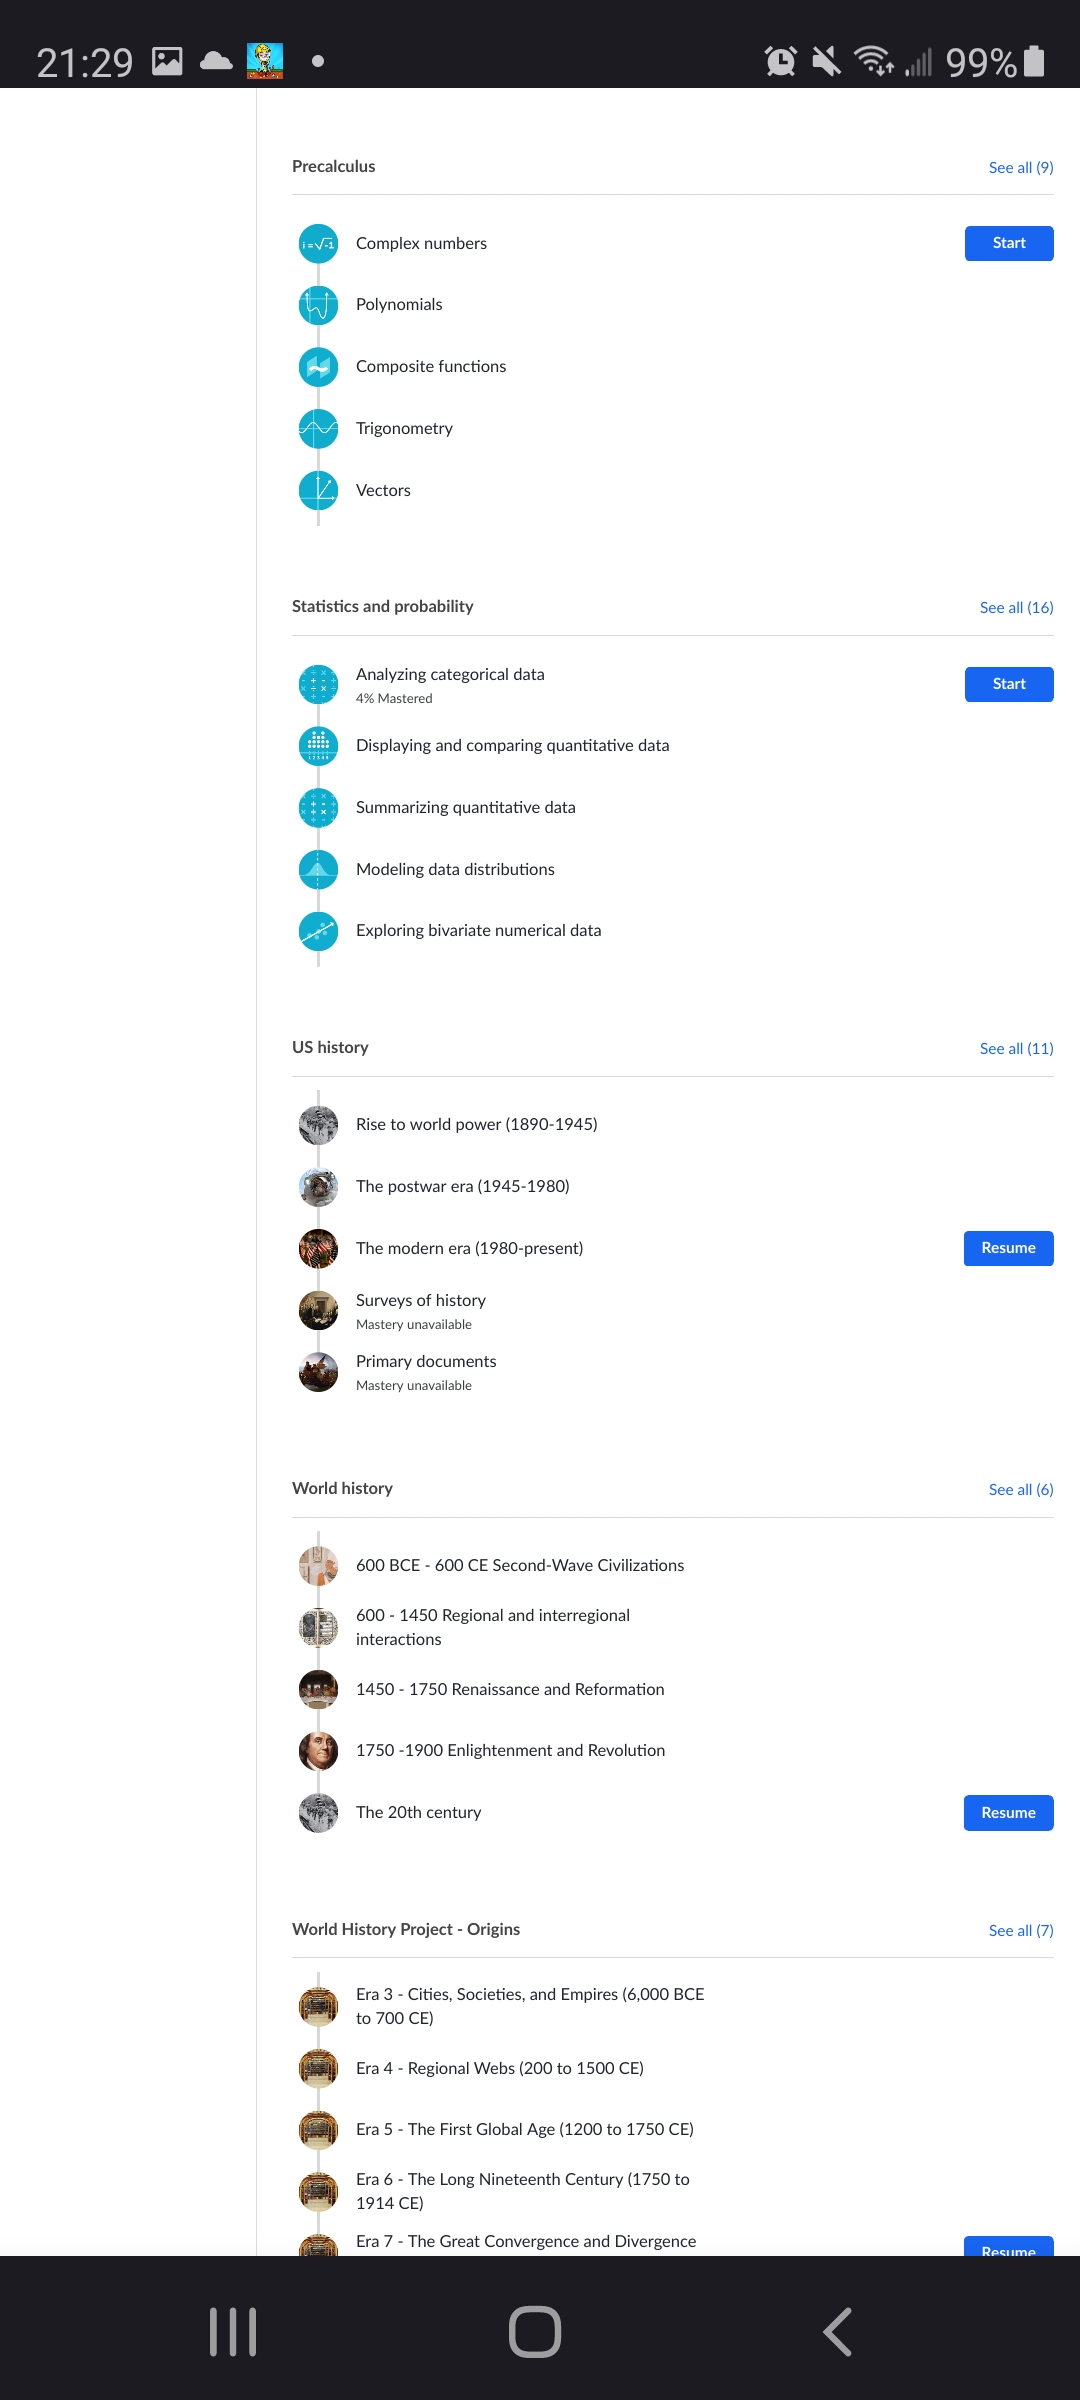 21:29
99%
Precalculus
See all (9)
i = √-1
Complex numbers
Start
Polynomials
Composite functions
Trigonometry
Vectors
Statistics and probability
See all (16)
Analyzing categorical data
Start
4% Mastered
Displaying and comparing quantitative data
Summarizing quantitative data
Modeling data distributions
Exploring bivariate numerical data
US history
See all (11)
Rise to world power (1890-1945)
The postwar era (1945-1980)
The modern era (1980-present)
Resume
Surveys of history
Mastery unavailable
Primary documents
Mastery unavailable
World history
See all (6)
600 BCE - 600 CE Second-Wave Civilizations
600 - 1450 Regional and interregional
interactions
1450 - 1750 Renaissance and Reformation
1750 -1900 Enlightenment and Revolution
The 20th century
Resume
World History Project - Origins
See all (7)
Era 3 - Cities, Societies, and Empires (6,000 BCE
to 700 CE)
Era 4 - Regional Webs (200 to 1500 CE)
Era 5 - The First Global Age (1200 to 1750 CE)
Era 6 - The Long Nineteenth Century (1750 to
1914 CE)
Era 7 - The Great Convergence and Divergence
Resume